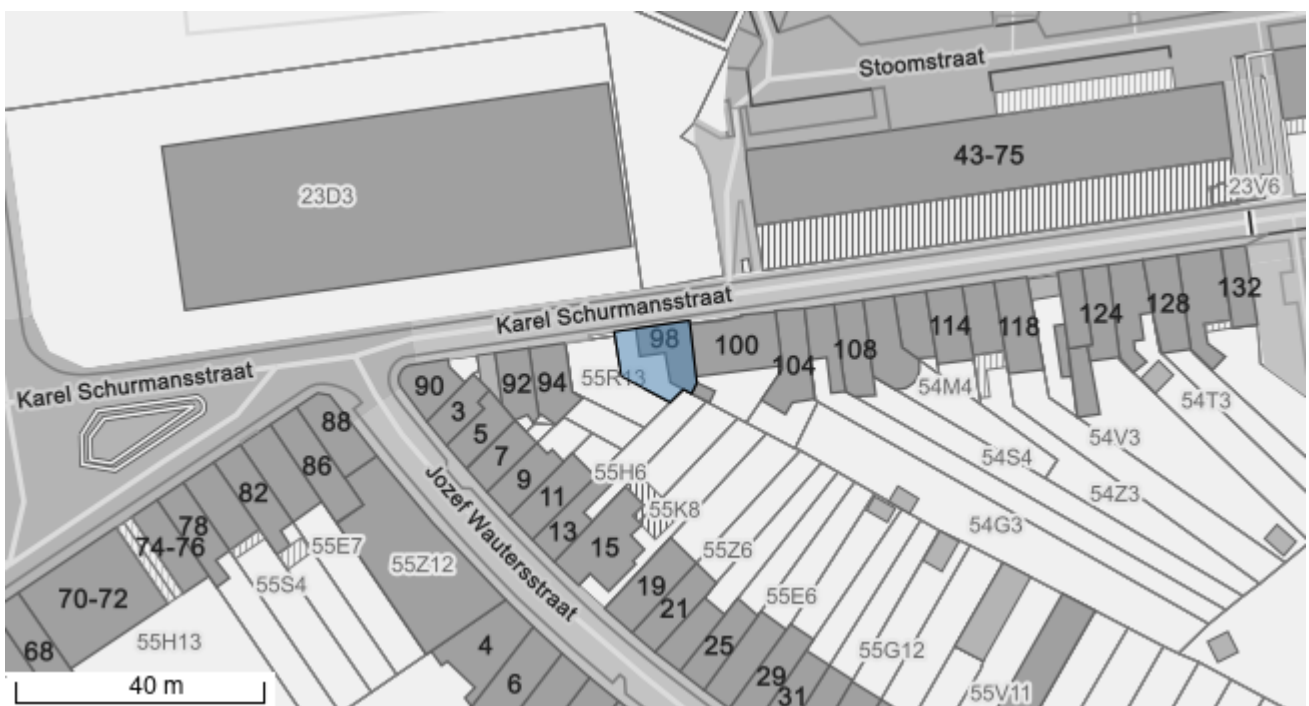 Stoomstraat
43-75
23D3
23V6
Karel Schurmansstraat
132
128
124
118
114
98
100
108
104
Karel Schurmansstraat
90
92
94
55R13
54M4
54T3
3
5
88
7
86
9
55H6
54S4
54V3
82
11
54Z3
78
13
55K8
54G3
74-76
15
55Z6
55E7
55Z12
Jozef Wautersstraat
55S4
19
55E6
70-72
21
55H13
25
55G12
68
4
29
6
31
55V11
40 m